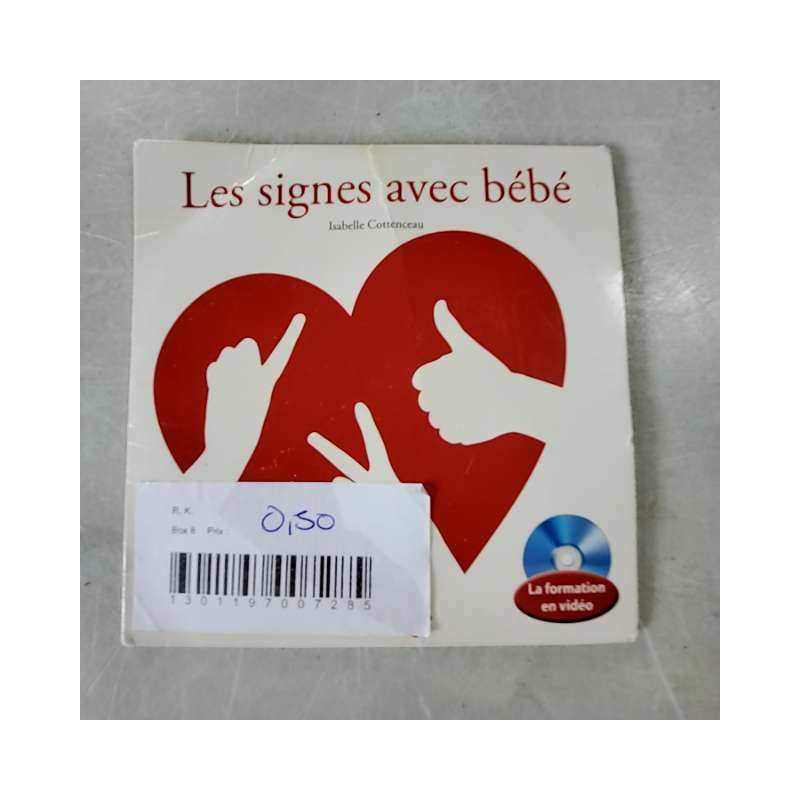 Les signes avec bébé
Isabelle Cottenceau
R. K.
Box 8 Prix :
0,50
1301197007285
La formation
en vidéo